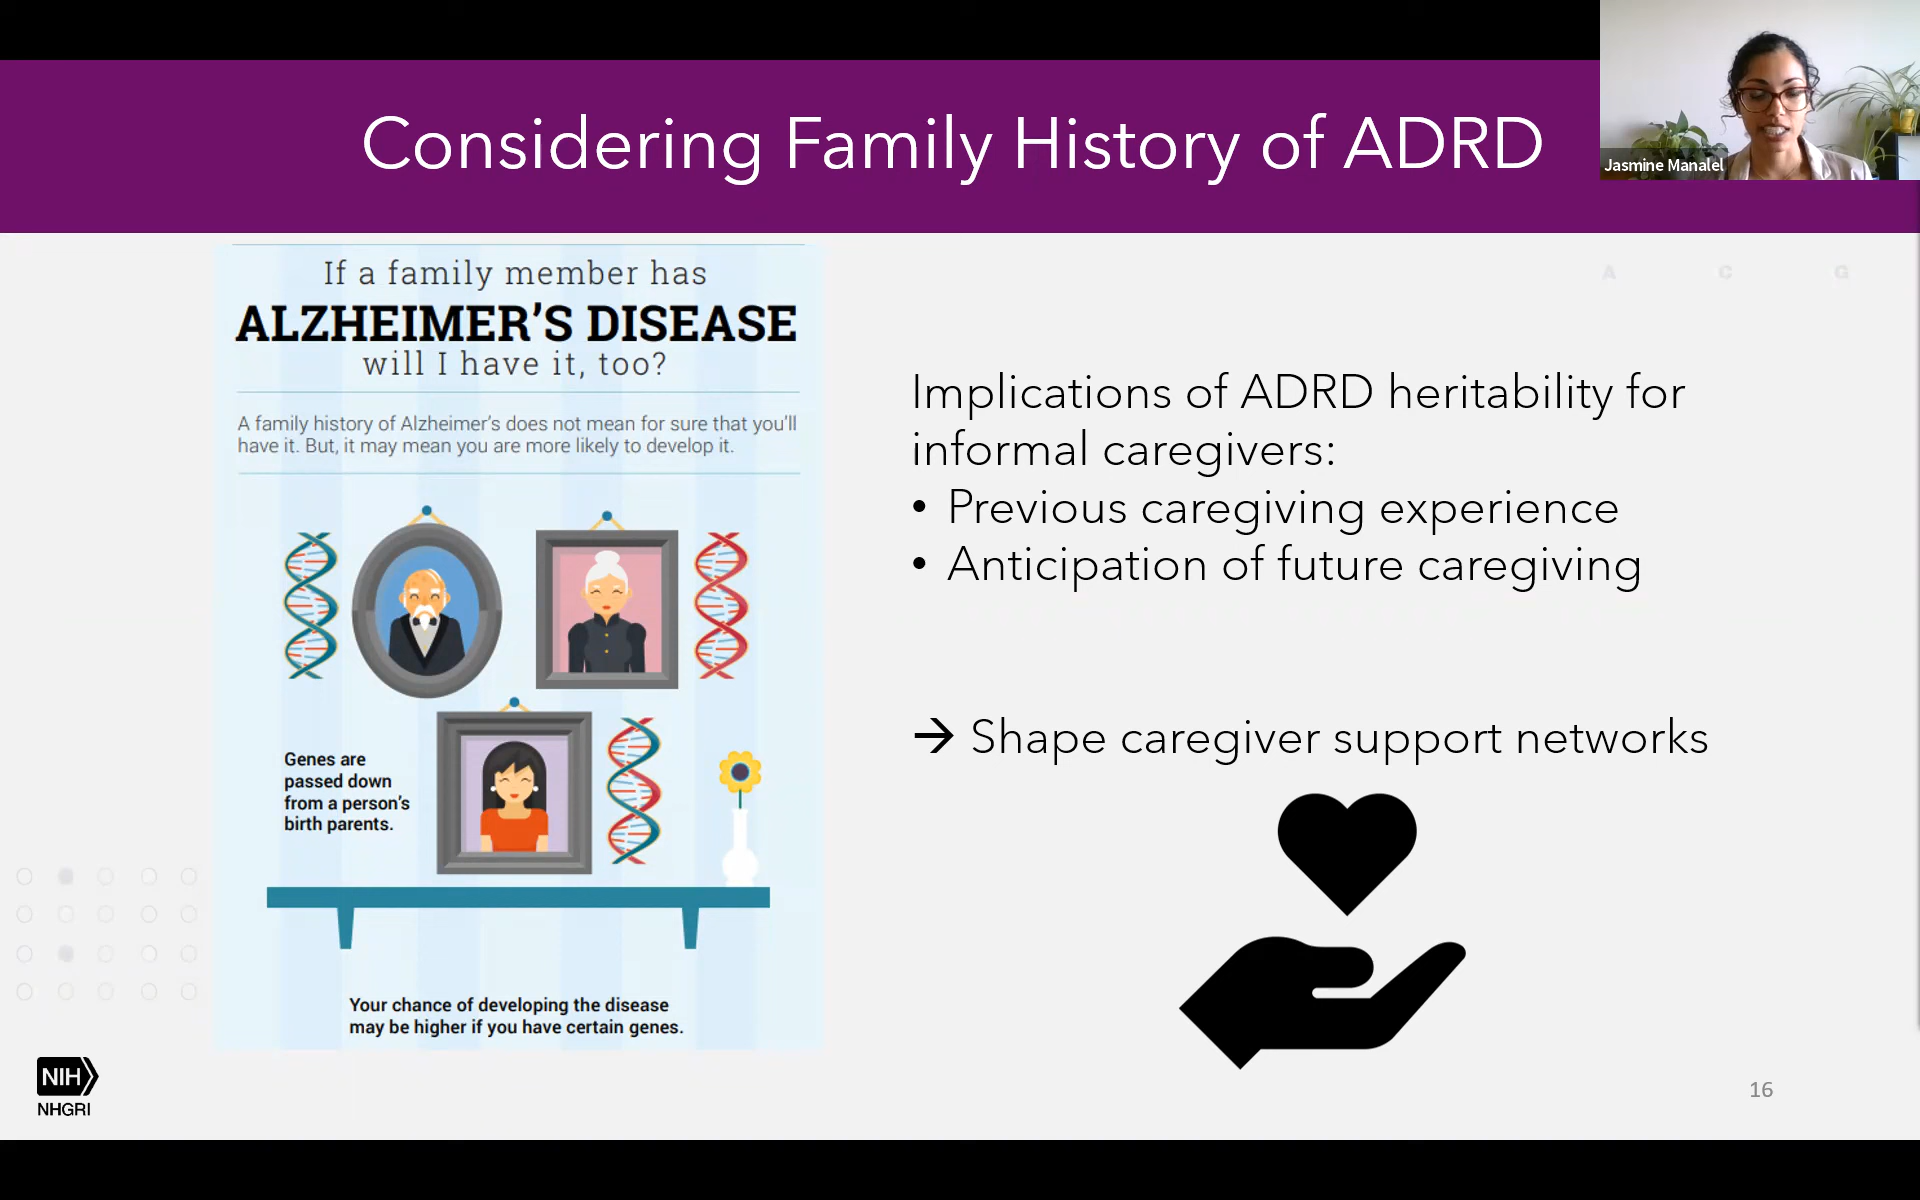 Considering Family History of ADRD
Jasmine Manalel
If a family member has
ALZHEIMER'S DISEASE
will I have it, too?
A family history of Alzheimer's does not mean for sure that you'll
have it. But, it may mean you are more likely to develop it.
Genes are
passed down
from a person's
birth parents.
Your chance of developing the disease
may be higher if you have certain genes.
A C G
Implications of ADRD heritability for
informal caregivers:
• Previous caregiving experience
• Anticipation of future caregiving
→ Shape caregiver support networks
NIH
NHGRI
16